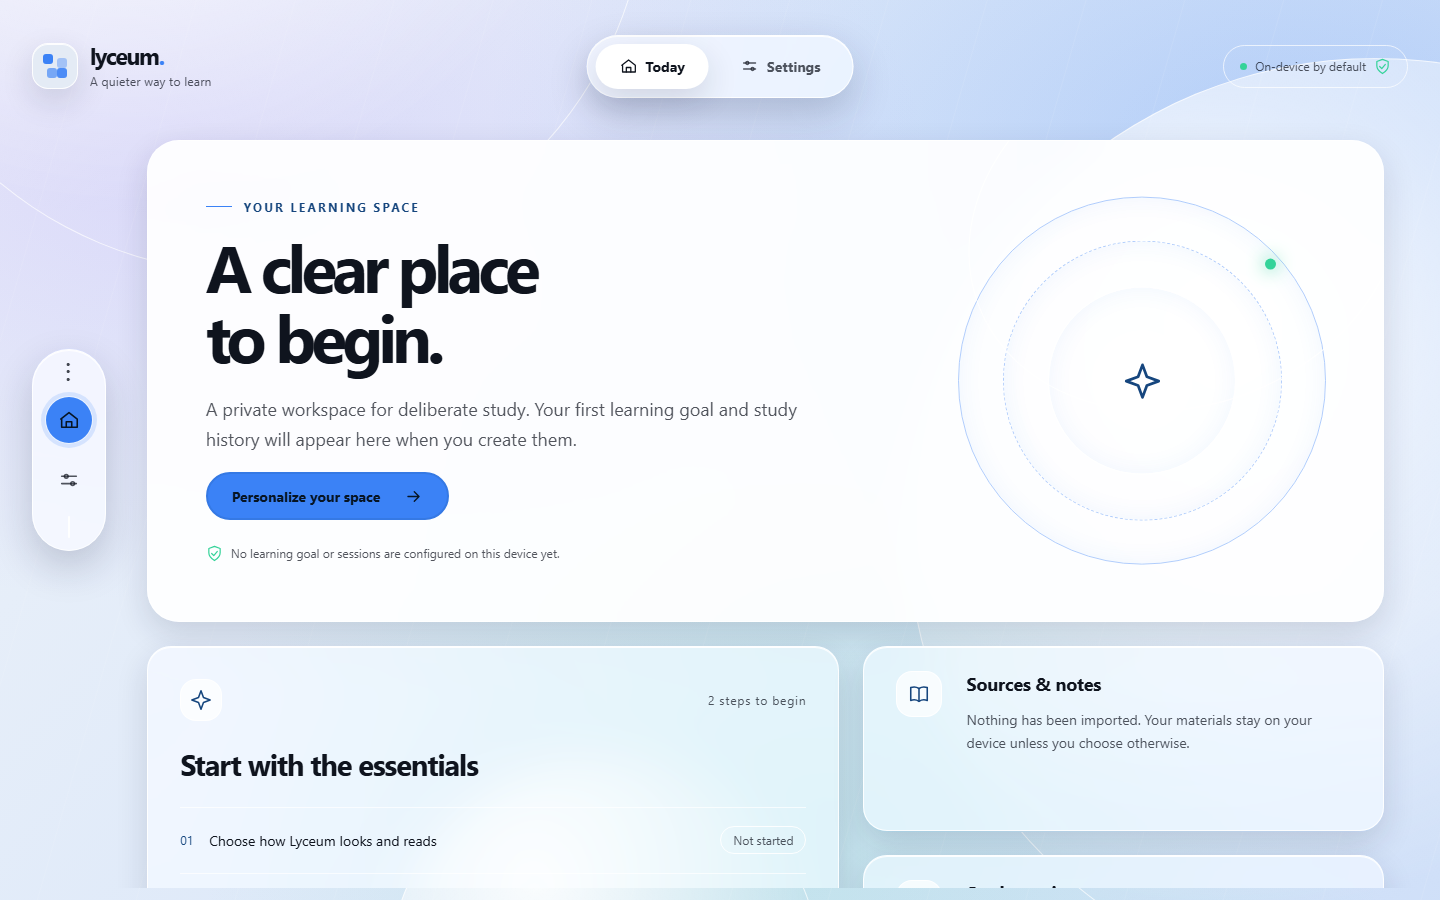 lyceum.
A quieter way to learn
Today
Settings
On-device by default
YOUR LEARNING SPACE
A clear place
to begin.
A private workspace for deliberate study. Your first learning goal and study
history will appear here when you create them.
Personalize your space
No learning goal or sessions are configured on this device yet.
2 steps to begin
Start with the essentials
01 Choose how Lyceum looks and reads
Not started
Sources & notes
Nothing has been imported. Your materials stay on your
device unless you choose otherwise.